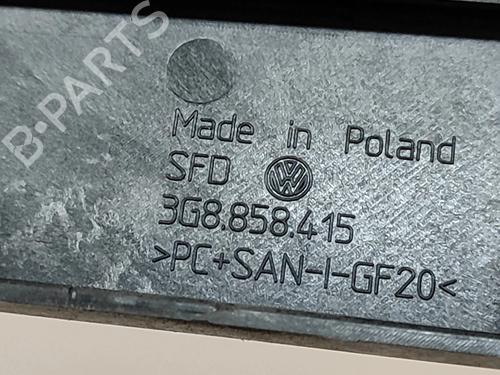 B-PARTS
Made in Poland
SFD
3G8.858.415
>PC+SAN-I-GF20<